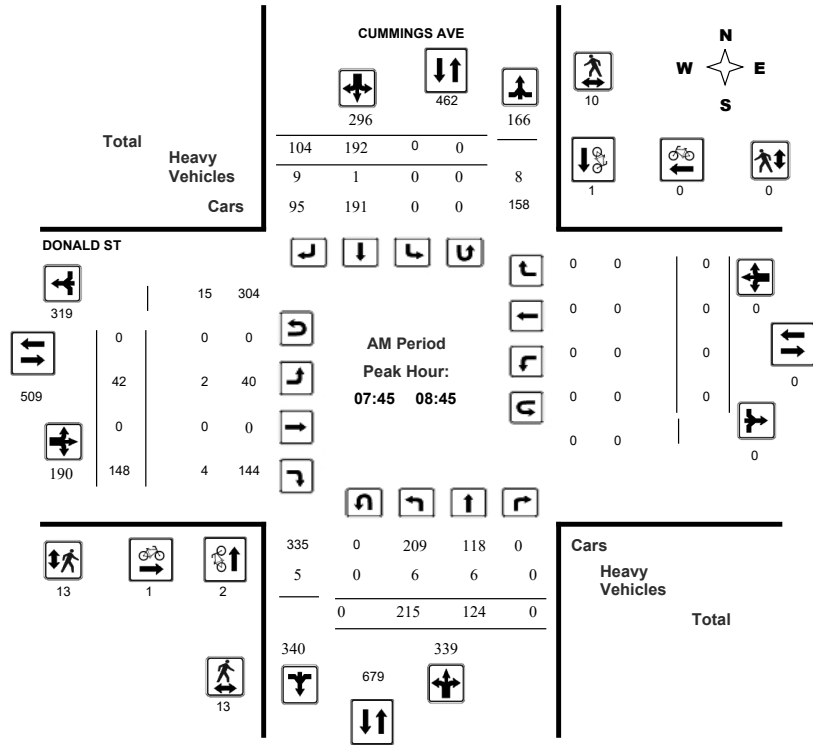 CUMMINGS AVE
N
W E
S
462
296
166
10
Total
104 192 0 0
Heavy
Vehicles
9 1 0 0 8
1 0 0
Cars
95 191 0 0 158
DONALD ST
0 0 0
319
15 304
0
0 0 0
0 0
0 0 0
AM Period
Peak Hour:
07:45 08:45
509
42 2 40
0 0 0
0
0 0 0
0 0 0
190
148 4 144
0 0
0
335 0 209 118 0
Cars
5 0 6 6 0
Heavy
Vehicles
13 1 2
0 215 124 0
Total
340 339
679
13